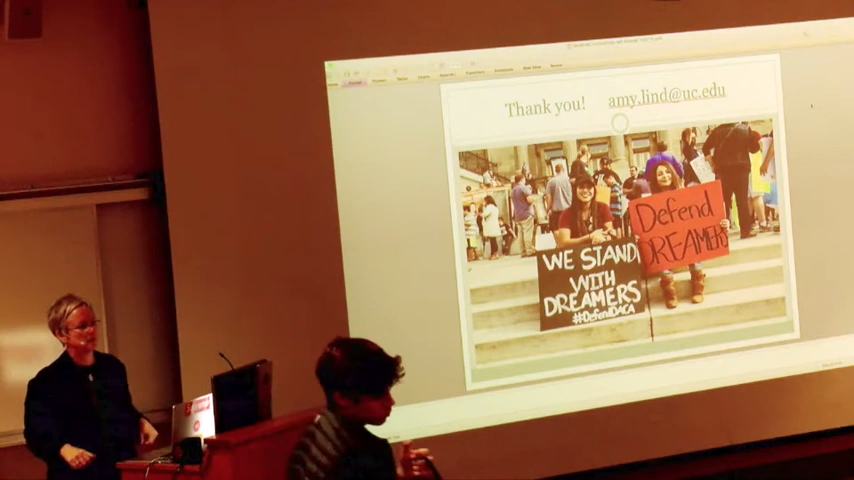 Thank you! amy.lind@uc.edu
WE STAND
WITH
DREAMERS
#DefendDACA
Defend
DREAMERS